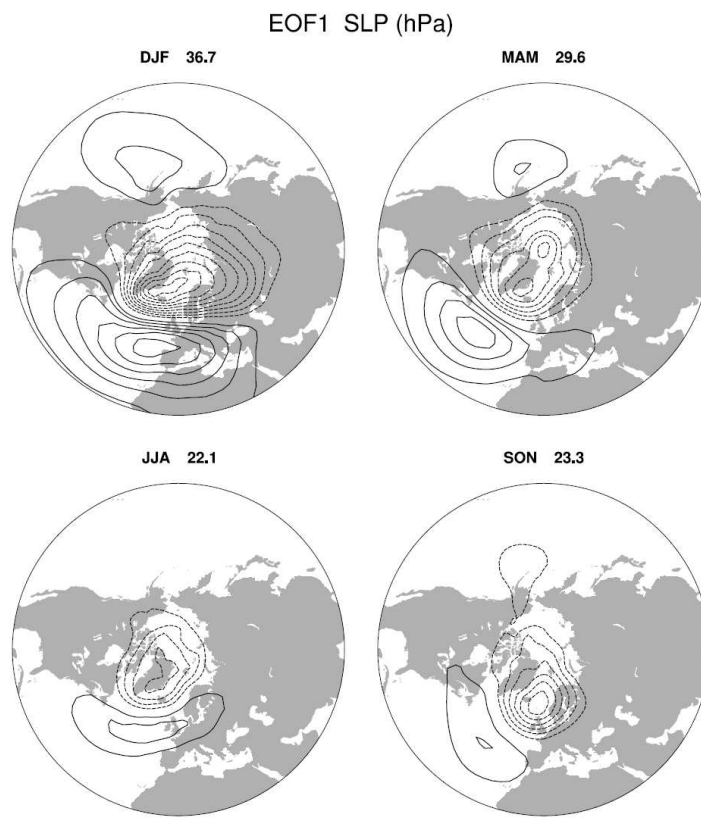 EOF1 SLP (hPa)
DJF 36.7
MAM 29.6
JJA 22.1
SON 23.3